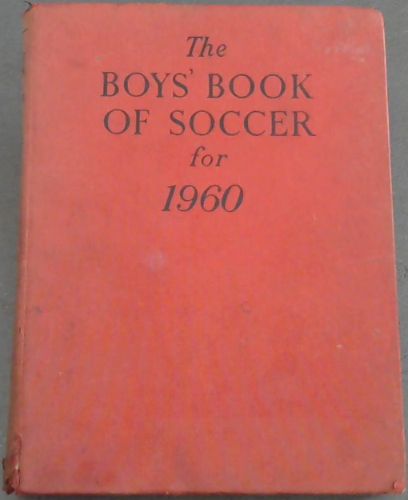 The
BOYS' BOOK
OF SOCCER
for
1960